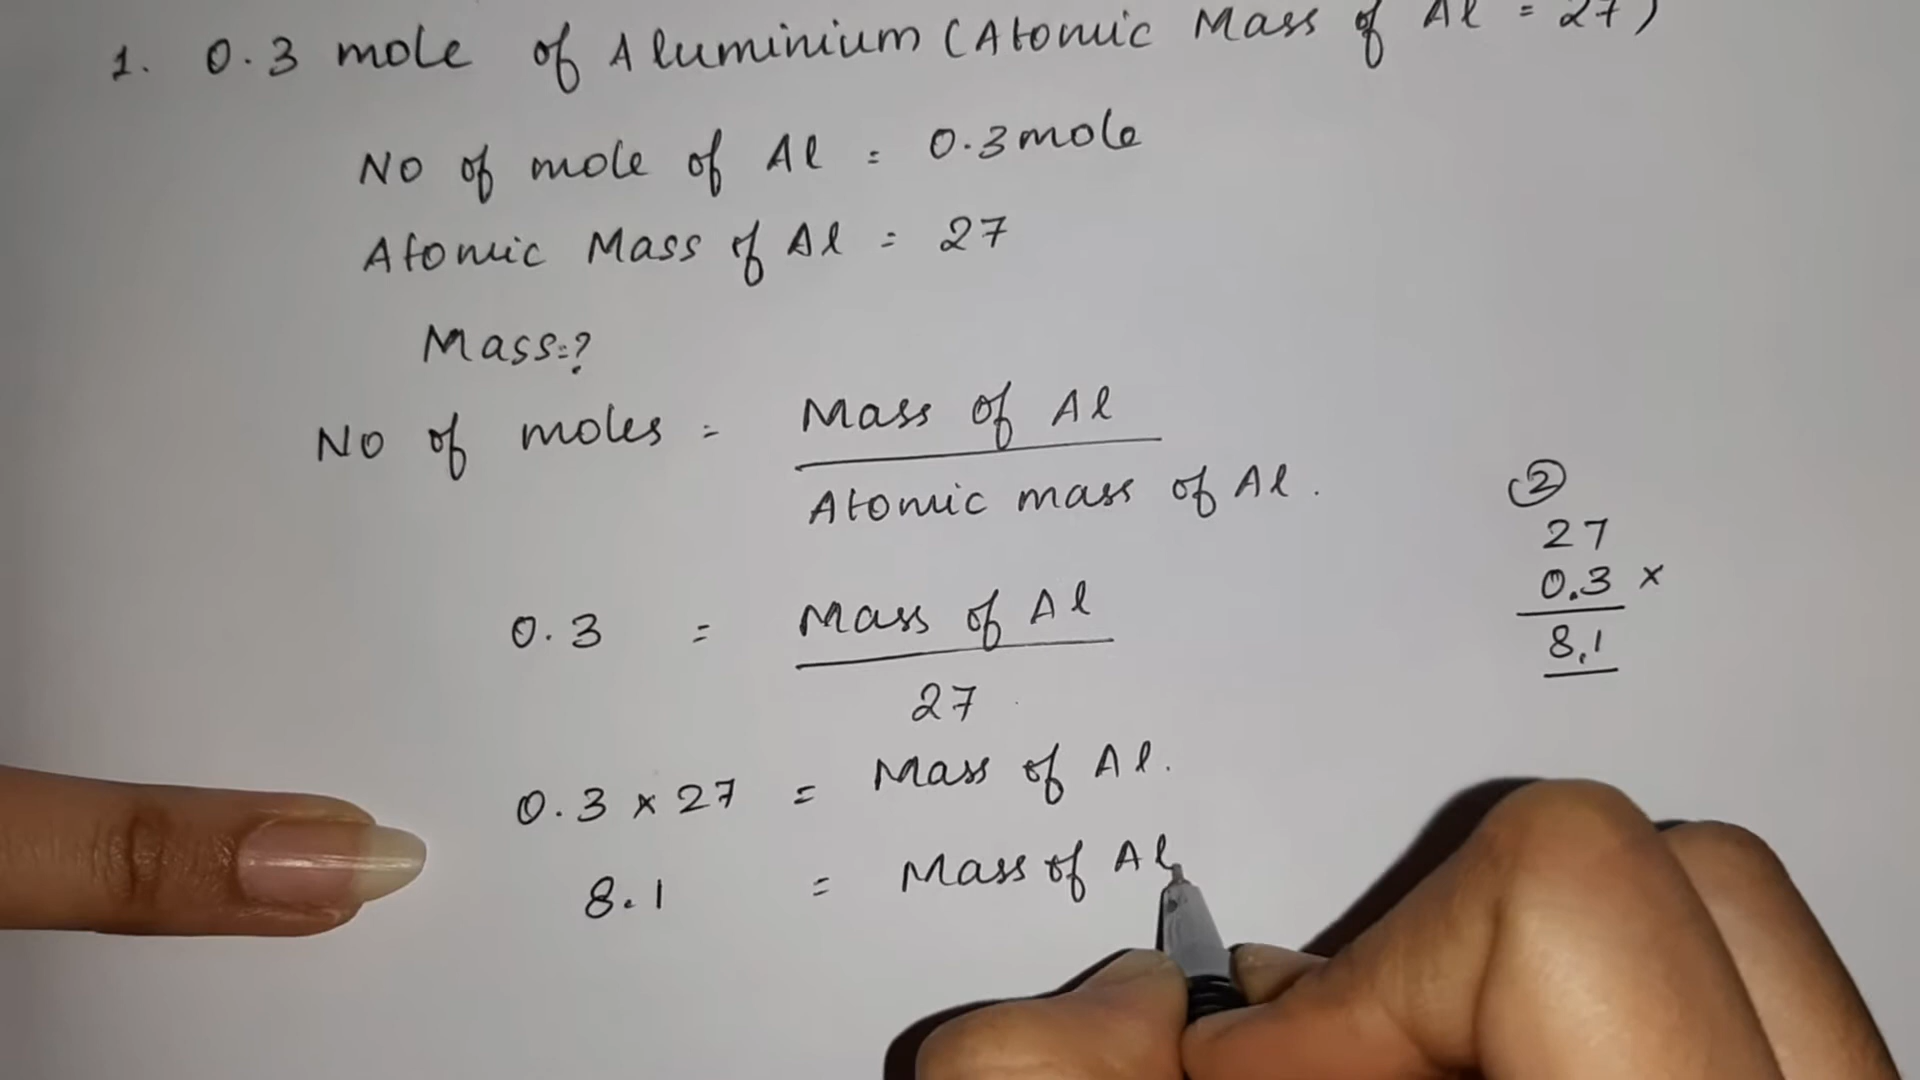 1. 0.3 mole of Aluminium (Atomic Mass of Al = 27)
No of mole of Al = 0.3 mole
Atomic Mass of Al = 27
Mass=?
No of moles = Mass of Al
Atomic mass of Al.
0.3 = Mass of Al
27
0.3 x 27 = Mass of Al.
8.1 = Mass of Al
2
27
0.3 x
8.1